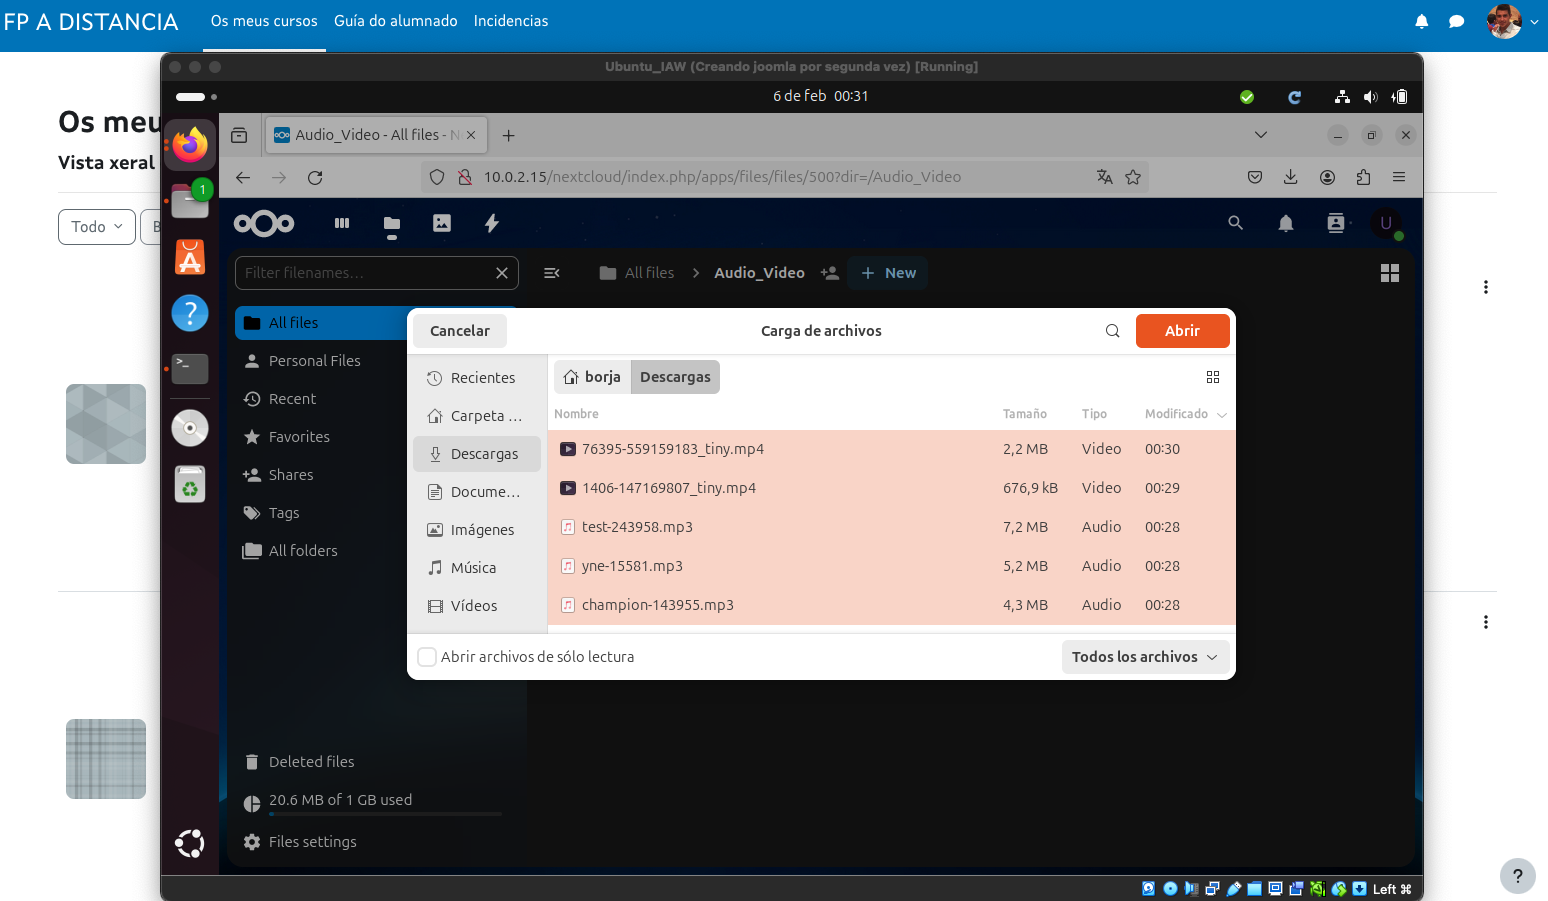 FP A DISTANCIA
Os meus cursos
Guía do alumnado
Incidencias
Os meu
Vista xeral
Todo
B
Ubuntu_IAW (Creando joomla por segunda vez) [Running]
6 de feb 00:31
1
Audio_Video - All files - N
10.0.2.15/nextcloud/index.php/apps/files/files/500?dir=/Audio_Video
U
Filter filenames…
All files
Audio_Video
New
All files
Personal Files
Recent
Favorites
Shares
Tags
All folders
Deleted files
20.6 MB of 1 GB used
Files settings
Cancelar
Carga de archivos
Abrir
Recientes
Carpeta …
Descargas
Docume…
Imágenes
Música
Vídeos
borja
Descargas
Nombre Tamaño Tipo Modificado
76395-559159183_tiny.mp4 2,2 MB Video 00:30
1406-147169807_tiny.mp4 676,9 kB Video 00:29
test-243958.mp3 7,2 MB Audio 00:28
yne-15581.mp3 5,2 MB Audio 00:28
champion-143955.mp3 4,3 MB Audio 00:28
Abrir archivos de sólo lectura
Todos los archivos
Left ⌘
?